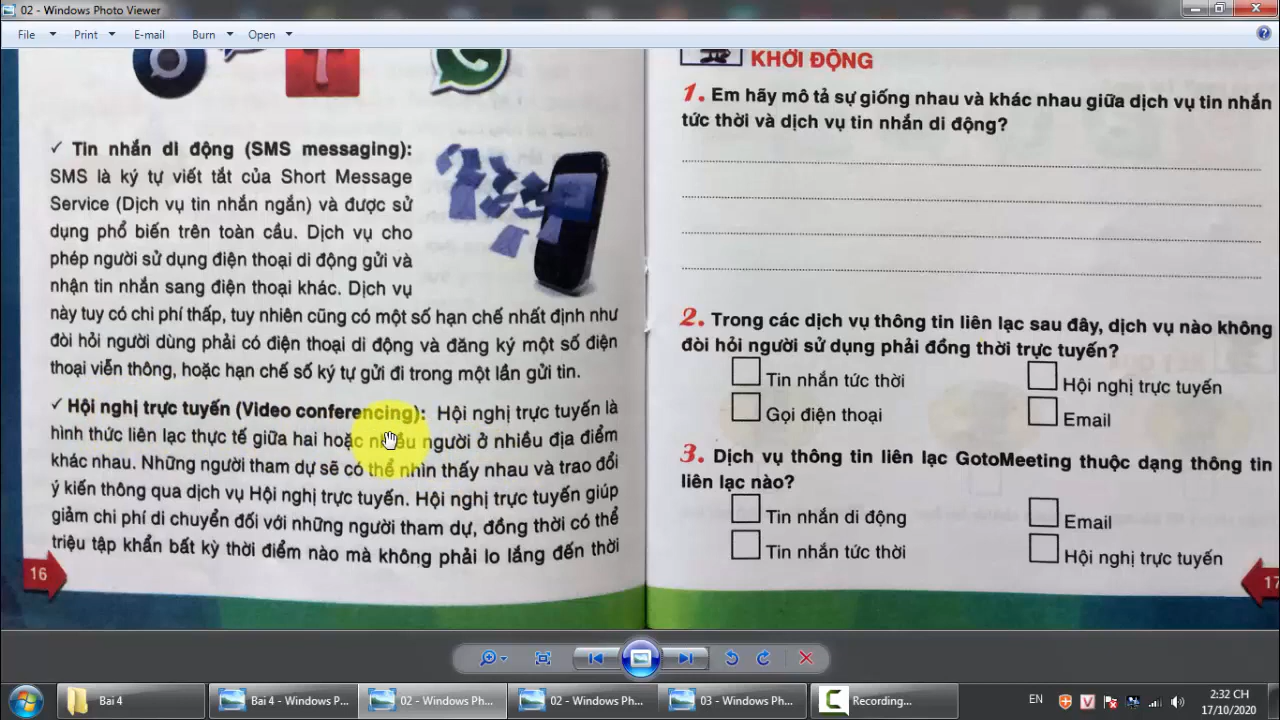 02 - Windows Photo Viewer
File Print E-mail Burn Open
✓ Tin nhắn di động (SMS messaging):
SMS là ký tự viết tắt của Short Message
Service (Dịch vụ tin nhắn ngắn) và được sử
dụng phổ biến trên toàn cầu. Dịch vụ cho
phép người sử dụng điện thoại di động gửi và
nhận tin nhắn sang điện thoại khác. Dịch vụ
này tuy có chi phí thấp, tuy nhiên cũng có một số hạn chế nhất định như
đòi hỏi người dùng phải có điện thoại di động và đăng ký một số điện
thoại viễn thông, hoặc hạn chế số ký tự gửi đi trong một lần gửi tin.
✓ Hội nghị trực tuyến (Video conferencing): Hội nghị trực tuyến là
hình thức liên lạc thực tế giữa hai hoặc nhiều người ở nhiều địa điểm
khác nhau. Những người tham dự sẽ có thể nhìn thấy nhau và trao đổi
ý kiến thông qua dịch vụ Hội nghị trực tuyến. Hội nghị trực tuyến giúp
giảm chi phí di chuyển đối với những người tham dự, đồng thời có thể
triệu tập khẩn bất kỳ thời điểm nào mà không phải lo lắng đến thời
16
KHỞI ĐỘNG
1. Em hãy mô tả sự giống nhau và khác nhau giữa dịch vụ tin nhắn
tức thời và dịch vụ tin nhắn di động?
2. Trong các dịch vụ thông tin liên lạc sau đây, dịch vụ nào không
đòi hỏi người sử dụng phải đồng thời trực tuyến?
Tin nhắn tức thời Hội nghị trực tuyến
Gọi điện thoại Email
3. Dịch vụ thông tin liên lạc GotoMeeting thuộc dạng thông tin
liên lạc nào?
Tin nhắn di động Email
Tin nhắn tức thời Hội nghị trực tuyến
17
Bai 4
Bai 4 - Windows P...
02 - Windows Ph...
02 - Windows Ph...
03 - Windows Pho...
Recording...
EN
2:32 CH
17/10/2020